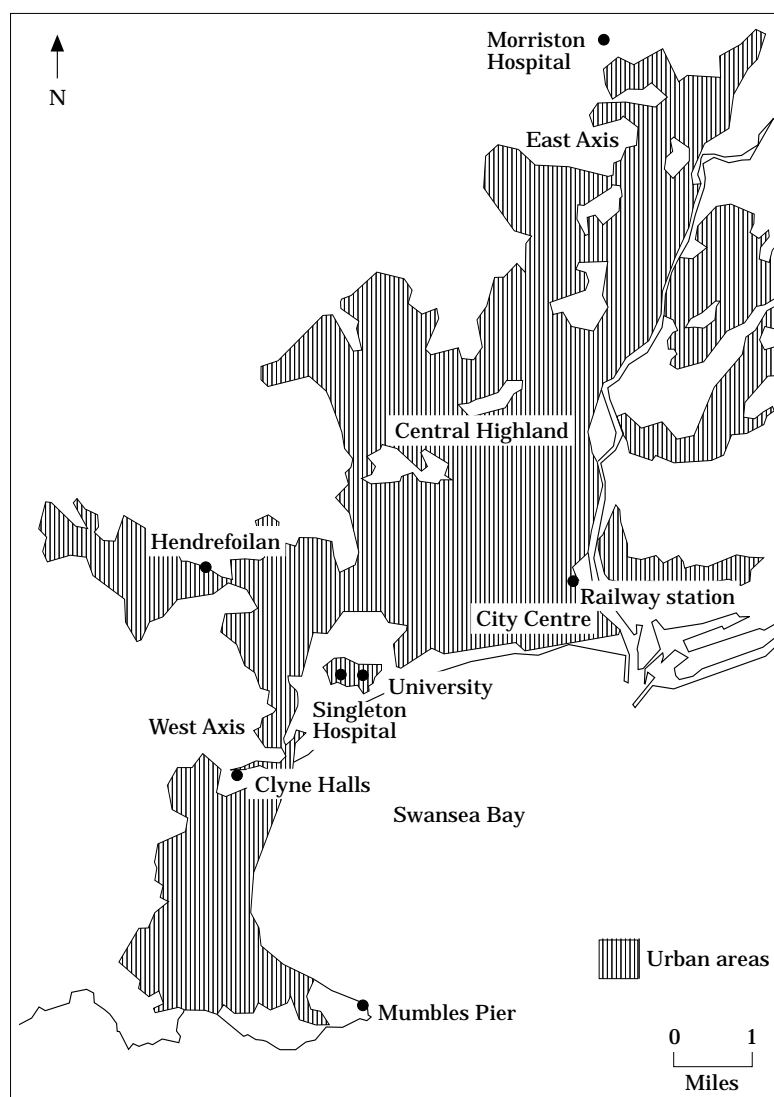 Morriston
Hospital
N
East Axis
Central Highland
Hendrefoilan
Railway station
City Centre
University
Singleton
Hospital
West Axis
Clyne Halls
Swansea Bay
Urban areas
Mumbles Pier
0 1
Miles